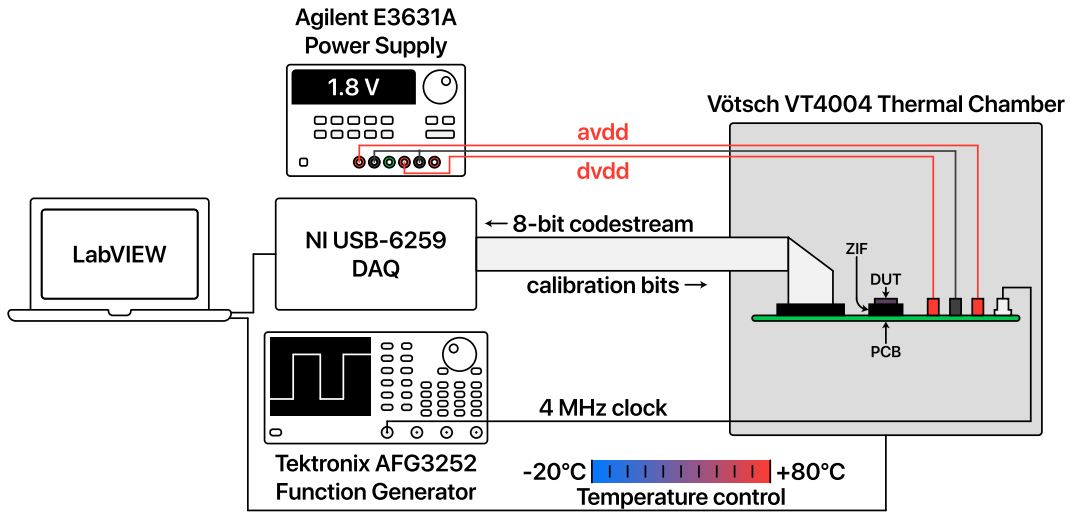 Agilent E3631A
Power Supply
1.8 V
Vötsch VT4004 Thermal Chamber
avdd
dvdd
LabVIEW
NI USB-6259
DAQ
← 8-bit codestream
calibration bits →
ZIF
DUT
PCB
4 MHz clock
Tektronix AFG3252
Function Generator
-20°C
+80°C
Temperature control